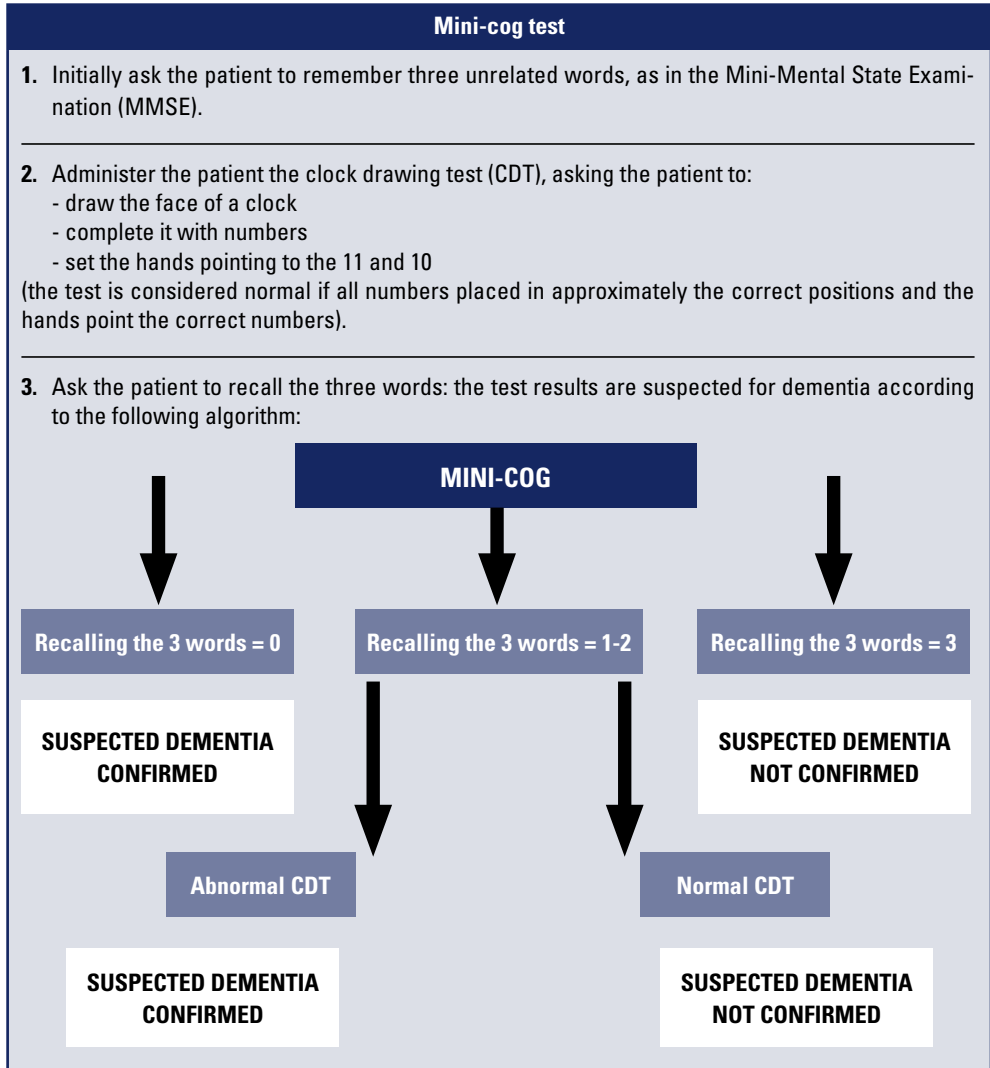 Mini-cog test
1. Initially ask the patient to remember three unrelated words, as in the Mini-Mental State Exami-
nation (MMSE).
2. Administer the patient the clock drawing test (CDT), asking the patient to:
- draw the face of a clock
- complete it with numbers
- set the hands pointing to the 11 and 10
(the test is considered normal if all numbers placed in approximately the correct positions and the
hands point the correct numbers).
3. Ask the patient to recall the three words: the test results are suspected for dementia according
to the following algorithm:
MINI-COG
Recalling the 3 words = 0
Recalling the 3 words = 1-2
Recalling the 3 words = 3
SUSPECTED DEMENTIA
CONFIRMED
SUSPECTED DEMENTIA
NOT CONFIRMED
Abnormal CDT
Normal CDT
SUSPECTED DEMENTIA
CONFIRMED
SUSPECTED DEMENTIA
NOT CONFIRMED